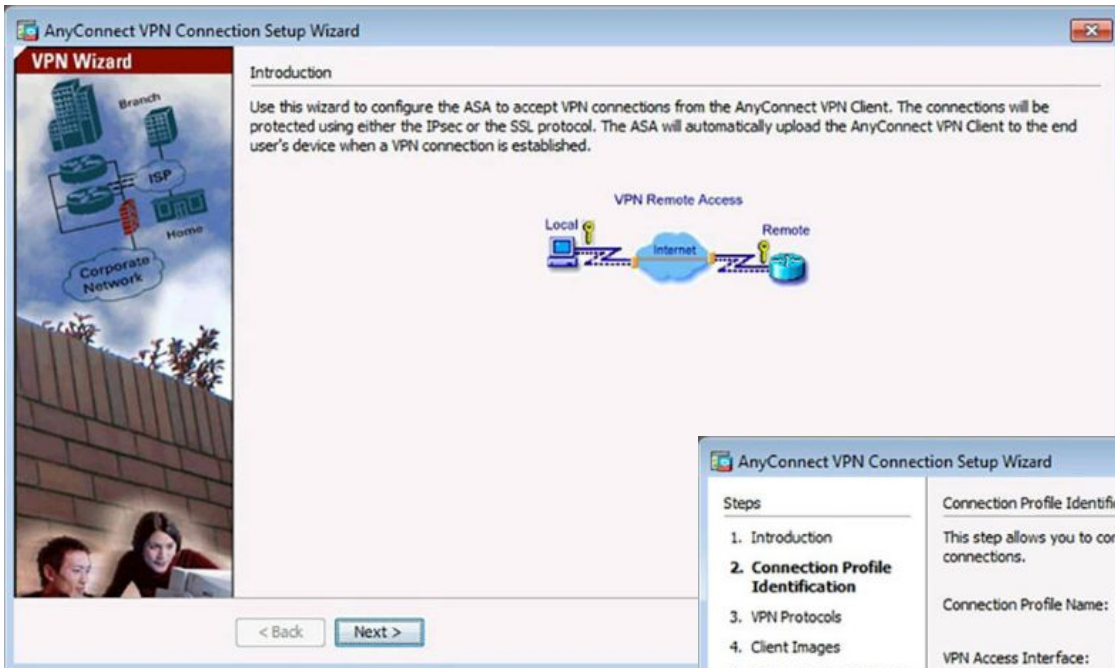 AnyConnect VPN Connection Setup Wizard
VPN Wizard
Branch
ISP
Home
Corporate
Network
Introduction
Use this wizard to configure the ASA to accept VPN connections from the AnyConnect VPN Client. The connections will be
protected using either the IPsec or the SSL protocol. The ASA will automatically upload the AnyConnect VPN Client to the end
user's device when a VPN connection is established.
VPN Remote Access
Local
Remote
Internet
< Back
Next >
AnyConnect VPN Connection Setup Wizard
Steps
1. Introduction
2. Connection Profile
Identification
3. VPN Protocols
4. Client Images
Connection Profile
This step allows you to
connections.
Connection Profile Name:
VPN Access Interface: